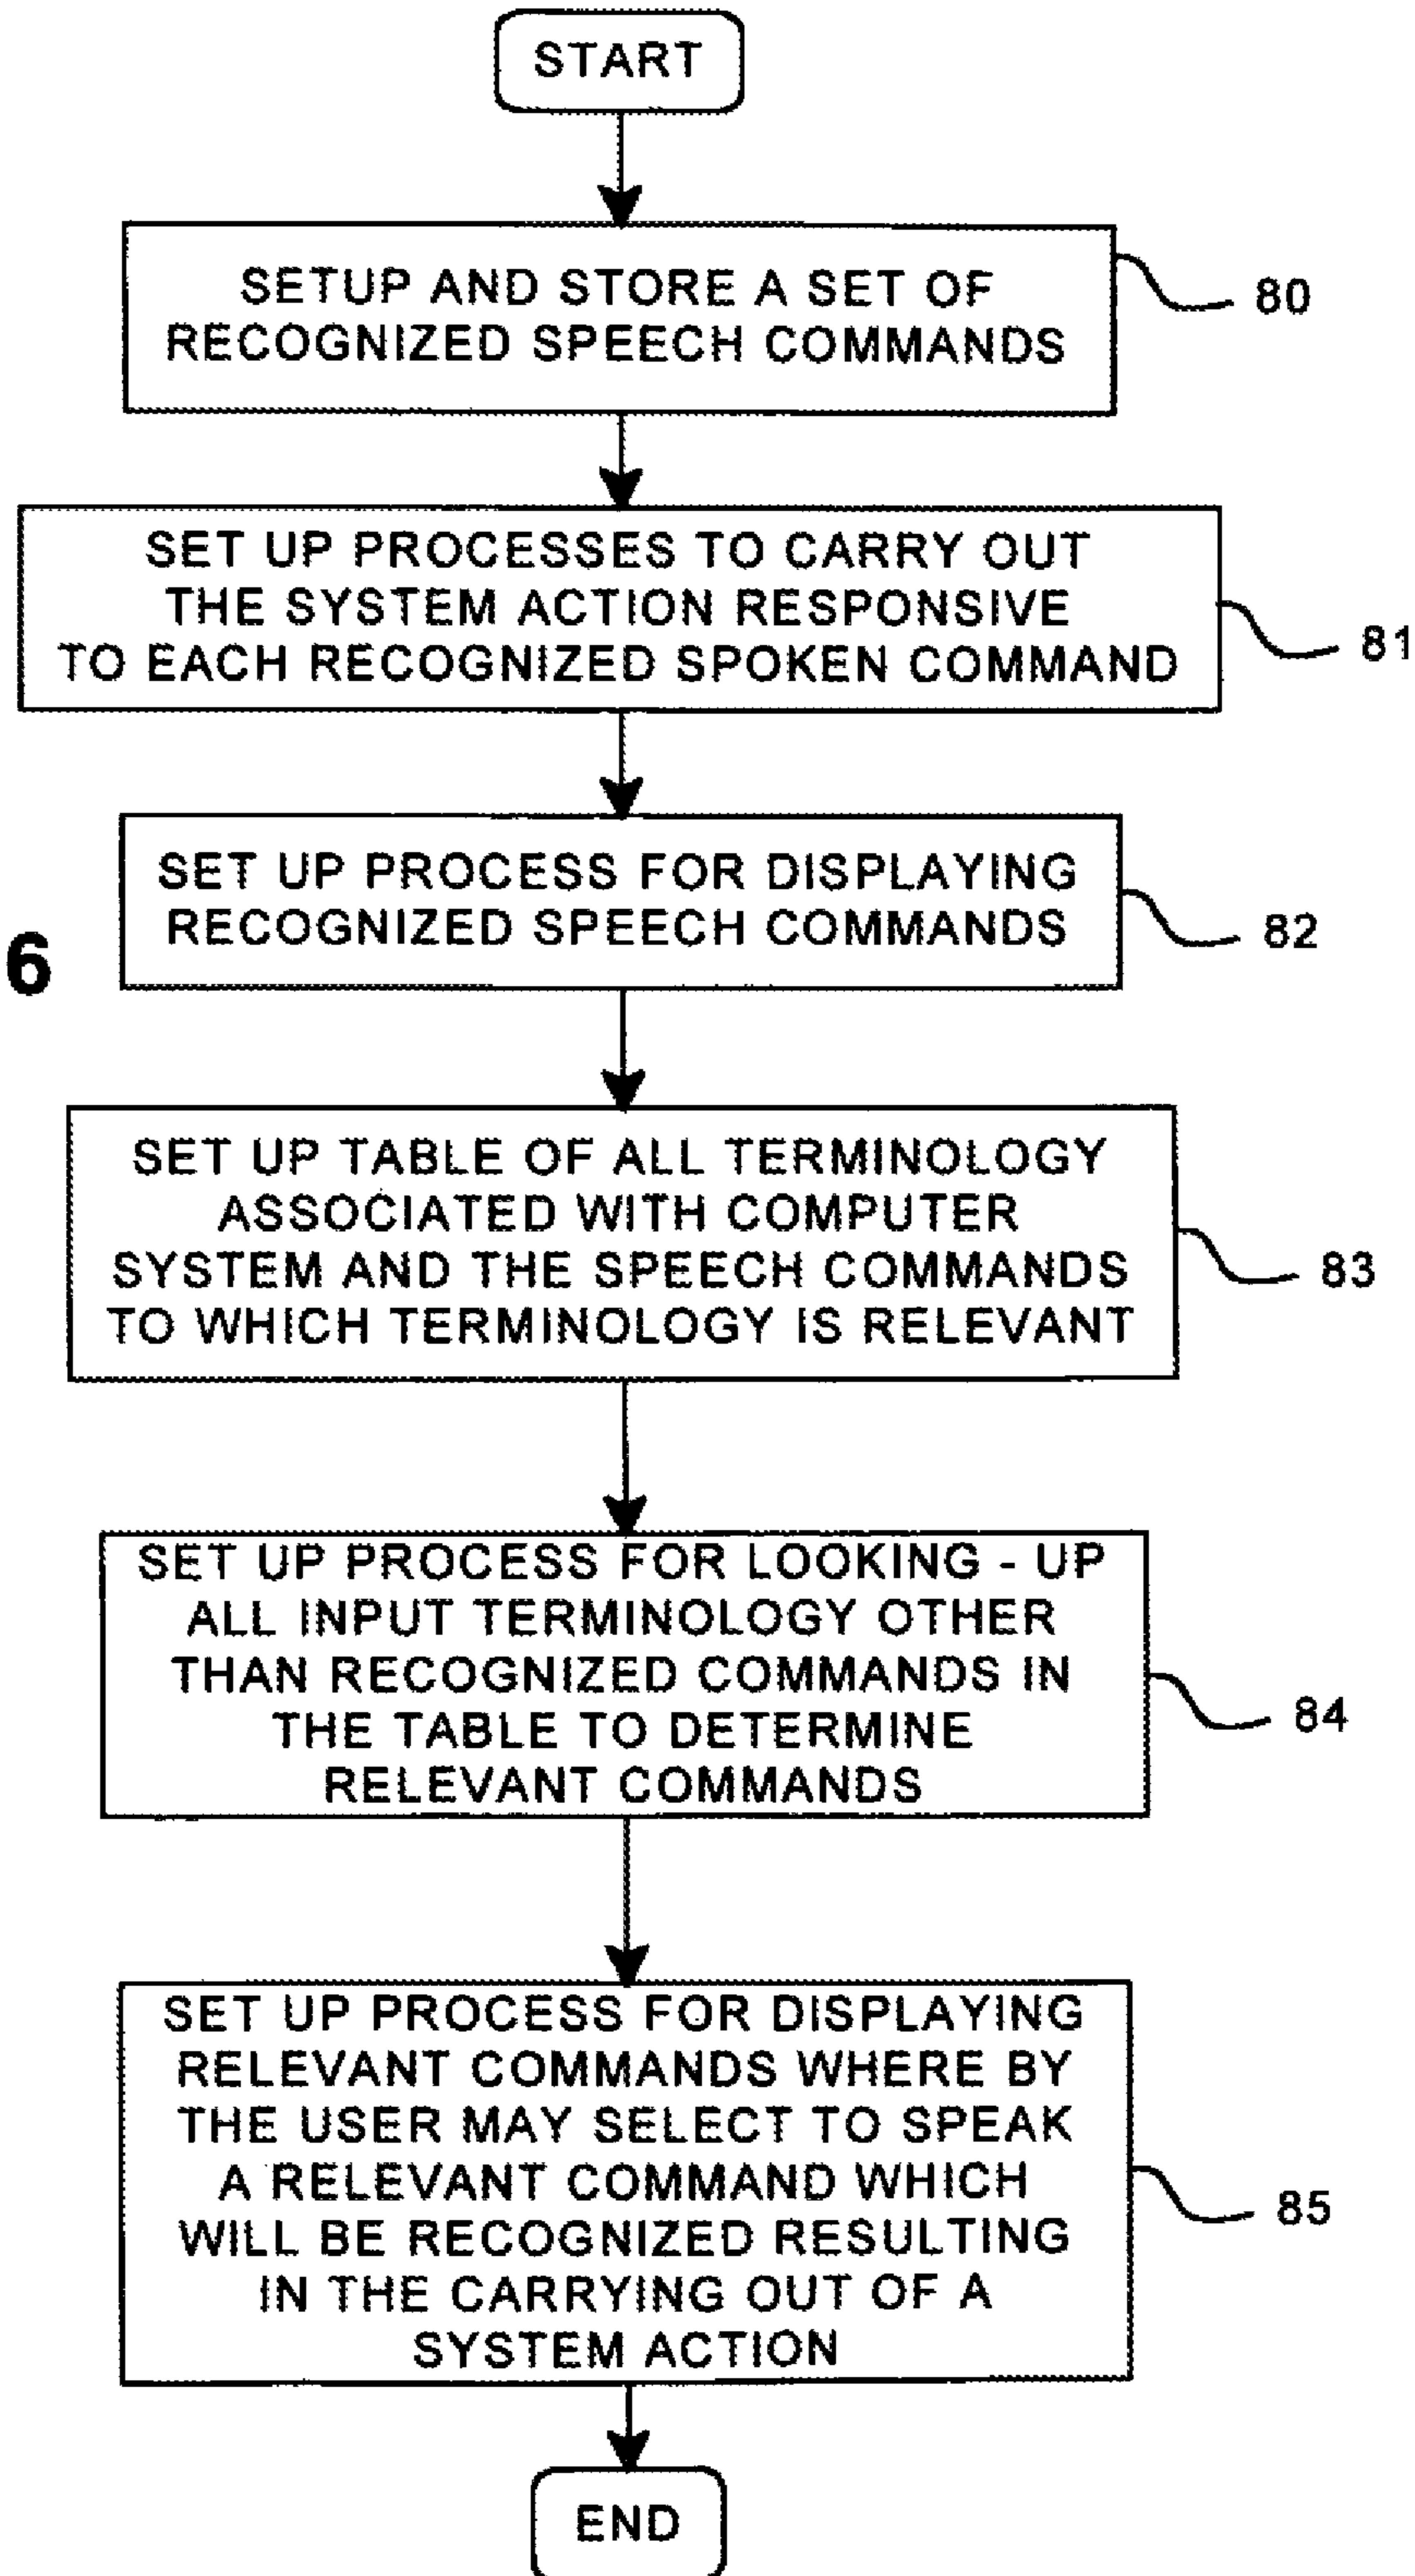 START
SETUP AND STORE A SET OF
RECOGNIZED SPEECH COMMANDS
80
SET UP PROCESSES TO CARRY OUT
THE SYSTEM ACTION RESPONSIVE
TO EACH RECOGNIZED SPOKEN COMMAND
81
SET UP PROCESS FOR DISPLAYING
RECOGNIZED SPEECH COMMANDS
82
6
SET UP TABLE OF ALL TERMINOLOGY
ASSOCIATED WITH COMPUTER
SYSTEM AND THE SPEECH COMMANDS
TO WHICH TERMINOLOGY IS RELEVANT
83
SET UP PROCESS FOR LOOKING - UP
ALL INPUT TERMINOLOGY OTHER
THAN RECOGNIZED COMMANDS IN
THE TABLE TO DETERMINE
RELEVANT COMMANDS
84
SET UP PROCESS FOR DISPLAYING
RELEVANT COMMANDS WHERE BY
THE USER MAY SELECT TO SPEAK
A RELEVANT COMMAND WHICH
WILL BE RECOGNIZED RESULTING
IN THE CARRYING OUT OF A
SYSTEM ACTION
85
END